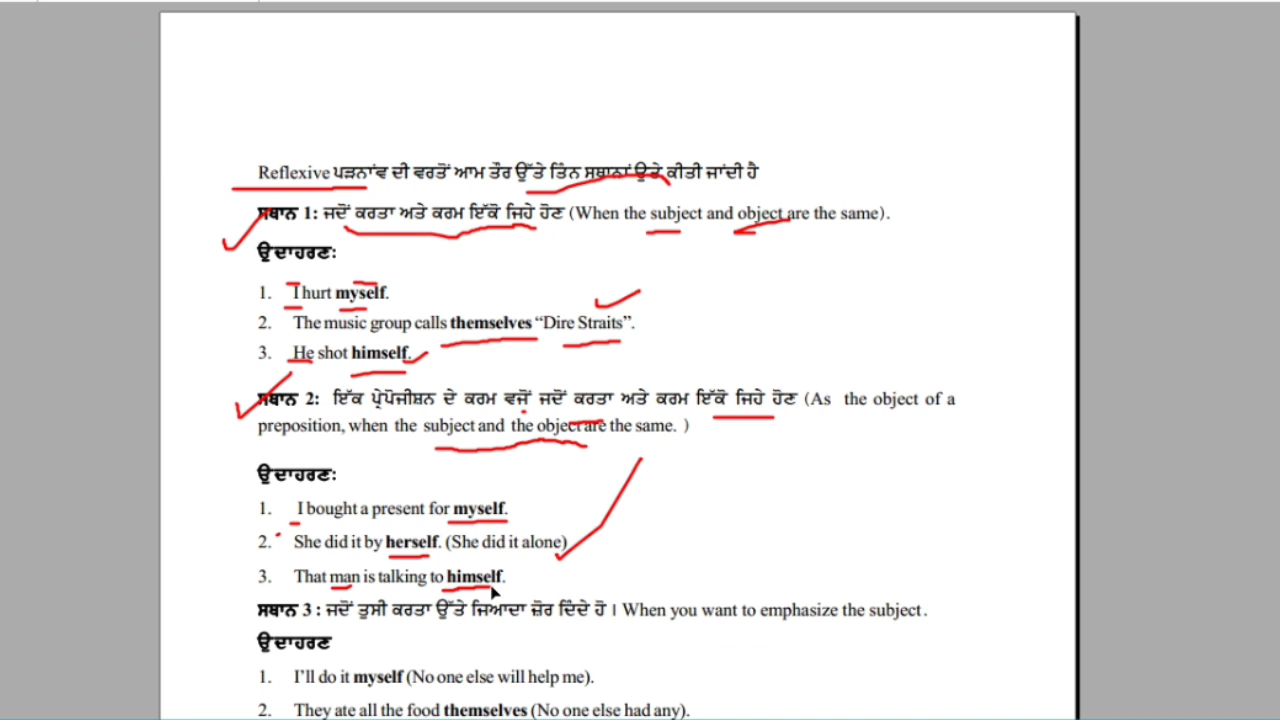 Reflexive ਪੜਨਾਂਵ ਦੀ ਵਰਤੋਂ ਆਮ ਤੌਰ ਉੱਤੇ ਤਿੰਨ ਸਥਾਨਾਂ ਉਤੇ ਕੀਤੀ ਜਾਂਦੀ ਹੈ
ਸਥਾਨ 1: ਜਦੋਂ ਕਰਤਾ ਅਤੇ ਕਰਮ ਇੱਕੋ ਜਿਹੇ ਹੋਣ (When the subject and object are the same).
ਉਦਾਹਰਣ:
1. I hurt myself.
2. The music group calls themselves “Dire Straits”.
3. He shot himself.
ਸਥਾਨ 2: ਇੱਕ ਪ੍ਰੇਪੋਜੀਸ਼ਨ ਦੇ ਕਰਮ ਵਜੋਂ ਜਦੋਂ ਕਰਤਾ ਅਤੇ ਕਰਮ ਇੱਕੋ ਜਿਹੇ ਹੋਣ (As the object of a
preposition, when the subject and the object are the same. )
ਉਦਾਹਰਣ:
1. I bought a present for myself.
2. She did it by herself. (She did it alone)
3. That man is talking to himself.
ਸਥਾਨ 3 : ਜਦੋਂ ਤੁਸੀ ਕਰਤਾ ਉੱਤੇ ਜਿਆਦਾ ਜ਼ੋਰ ਦਿੰਦੇ ਹੋ। When you want to emphasize the subject.
ਉਦਾਹਰਣ
1. I’ll do it myself (No one else will help me).
2. They ate all the food themselves (No one else had any).